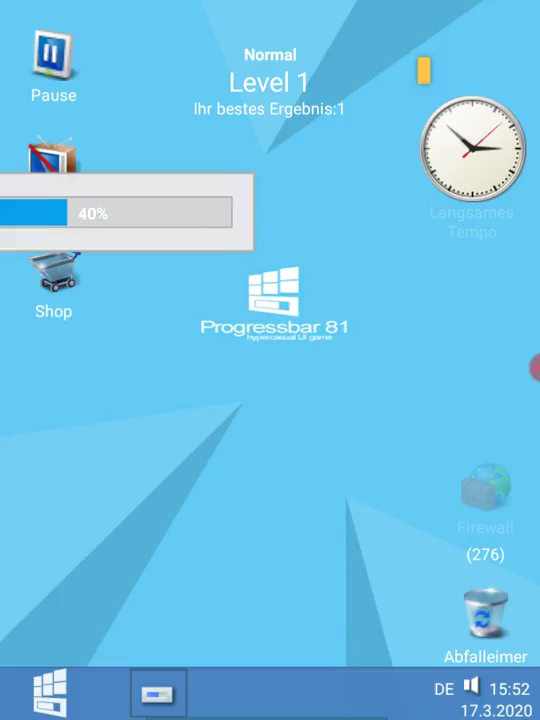 Normal
Level 1
Ihr bestes Ergebnis:1
Pause
Langsames
Tempo
40%
Shop
Progressbar 81
hypercasual UI game
Firewall
(276)
Abfalleimer
DE 15:52
17.3.2020